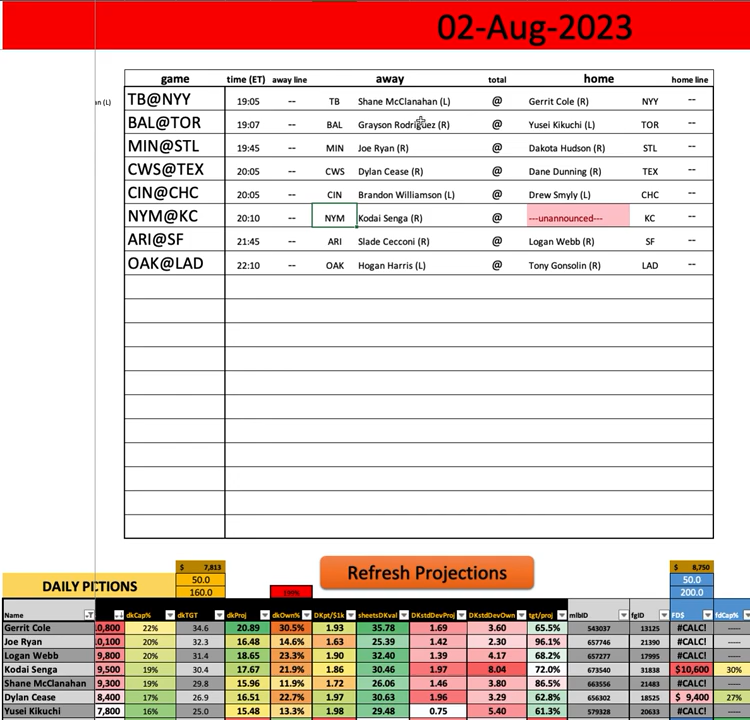 02-Aug-2023
game time (ET) away line away total home home line
an (L)
TB@NYY 19:05 -- TB Shane McClanahan (L) @ Gerrit Cole (R) NYY --
BAL@TOR 19:07 -- BAL Grayson Rodriguez (R) @ Yusei Kikuchi (L) TOR --
MIN@STL 19:45 -- MIN Joe Ryan (R) @ Dakota Hudson (R) STL --
CWS@TEX 20:05 -- CWS Dylan Cease (R) @ Dane Dunning (R) TEX --
CIN@CHC 20:05 -- CIN Brandon Williamson (L) @ Drew Smyly (L) CHC --
NYM@KC 20:10 -- NYM Kodai Senga (R) @ ---unannounced--- KC --
ARI@SF 21:45 -- ARI Slade Cecconi (R) @ Logan Webb (R) SF --
OAK@LAD 22:10 -- OAK Hogan Harris (L) @ Tony Gonsolin (R) LAD --
$ 7,813 Refresh Projections $ 8,750
DAILY PICTIONS 50.0 50.0
160.0 200.0
Name dkCap% dkTGT dkProj dkOwn% DKpt/$1k sheetsDKval DKstdDevProj DKstdDevOwn tgt/proj mlbID fgID FD$ fdCap%
Gerrit Cole 0,800 22% 34.6 20.89 30.5% 1.93 35.78 1.69 3.60 65.5% 543037 13125 #CALC! -----
Joe Ryan 0,100 20% 32.3 16.48 14.6% 1.63 25.39 1.42 2.30 96.1% 657746 21390 #CALC! -----
Logan Webb 9,800 20% 31.4 18.65 23.3% 1.90 32.40 1.39 4.17 68.2% 657277 17995 #CALC! -----
Kodai Senga 9,500 19% 30.4 17.67 21.9% 1.86 30.46 1.97 8.04 72.0% 673540 31838 $10,600 30%
Shane McClanahan 9,300 19% 29.8 15.96 11.9% 1.72 26.06 1.46 3.80 86.5% 663556 21483 #CALC! -----
Dylan Cease 8,400 17% 26.9 16.51 22.7% 1.97 30.63 1.96 3.29 62.8% 656302 18525 $ 9,400 27%
Yusei Kikuchi 7,800 16% 25.0 15.48 13.3% 1.98 29.48 0.75 5.40 61.3% 579328 20633 #CALC! -----